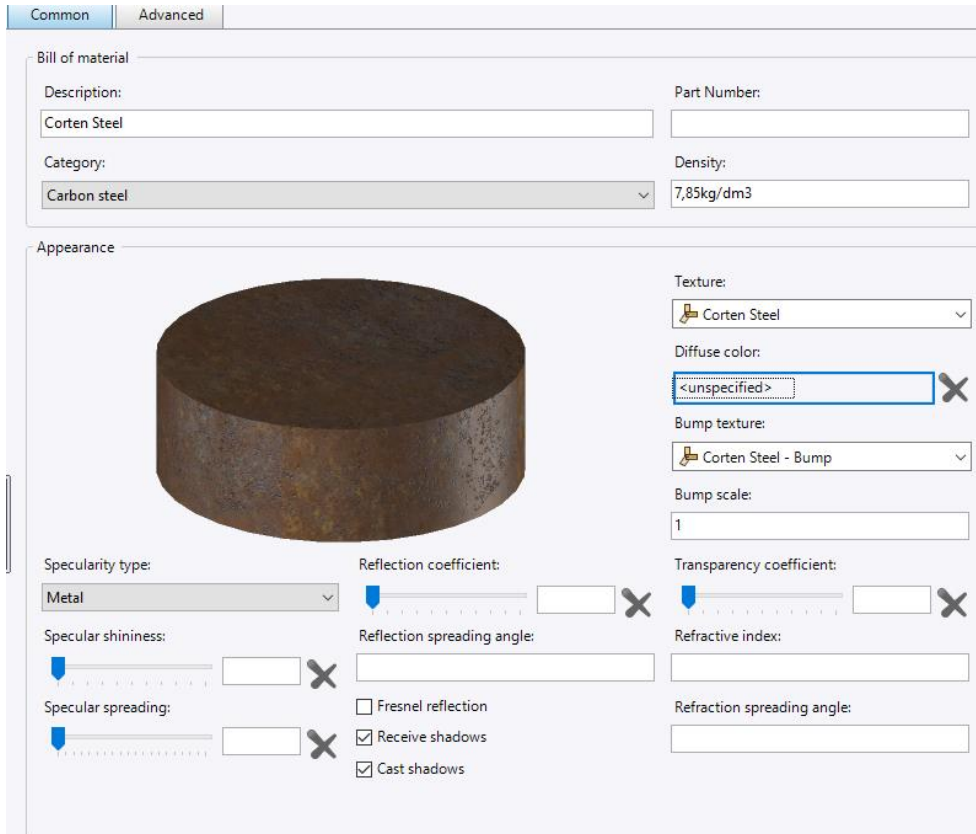 Common Advanced
Bill of material
Description: Part Number:
Corten Steel
Category: Density:
Carbon steel 7,85kg/dm3
Appearance
Texture:
Corten Steel
Diffuse color:
<unspecified>
Bump texture:
Corten Steel - Bump
Bump scale:
1
Specularity type: Reflection coefficient: Transparency coefficient:
Metal
Specular shininess: Reflection spreading angle: Refractive index:
Specular spreading: Fresnel reflection Refraction spreading angle:
Receive shadows
Cast shadows